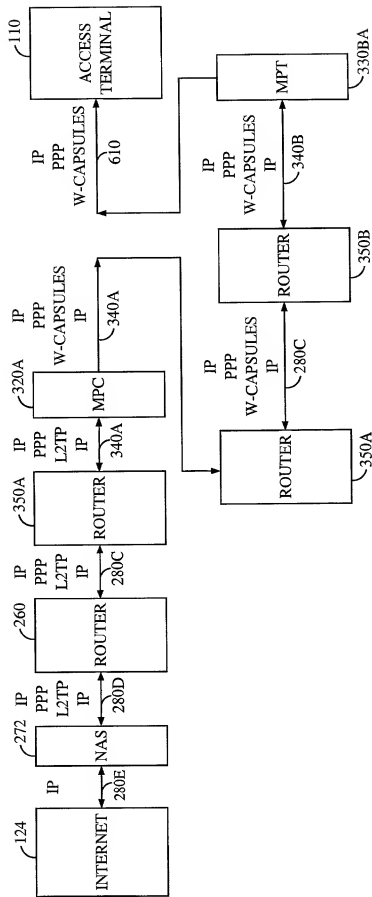 124
INTERNET
IP
280E
272
NAS
IP
PPP
L2TP
IP
280D
260
ROUTER
IP
PPP
L2TP
IP
280C
350A
ROUTER
IP
PPP
L2TP
IP
340A
320A
MPC
IP
PPP
W-CAPSULES
IP
340A
ROUTER
350A
IP
PPP
W-CAPSULES
IP
280C
ROUTER
350B
IP
PPP
W-CAPSULES
IP
340B
MPT
330BA
IP
PPP
W-CAPSULES
610
110
ACCESS
TERMINAL